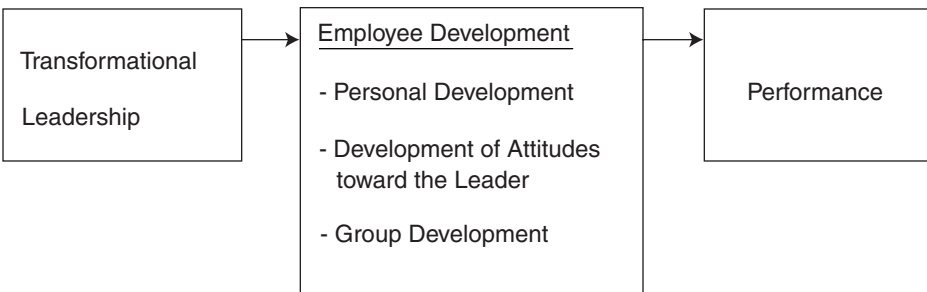 Transformational
Leadership
Employee Development
- Personal Development
- Development of Attitudes
toward the Leader
- Group Development
Performance